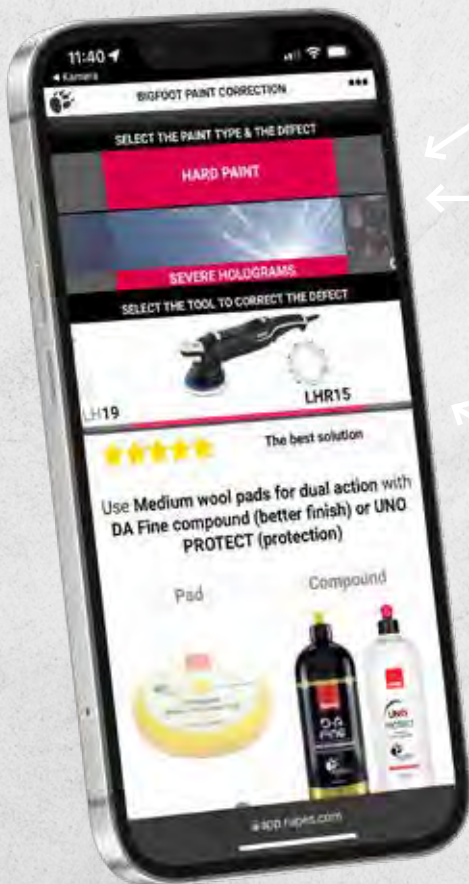 11:40
◀ Kamera
BIGFOOT PAINT CORRECTION
SELECT THE PAINT TYPE & THE DEFECT
HARD PAINT
SEVERE HOLOGRAMS
SELECT THE TOOL TO CORRECT THE DEFECT
LH19
LHR15
The best solution
Use Medium wool pads for dual action with
DA Fine compound (better finish) or UNO
PROTECT (protection)
Pad
Compound
D-A
FINE
UNO
PROTECT
app.rupes.com